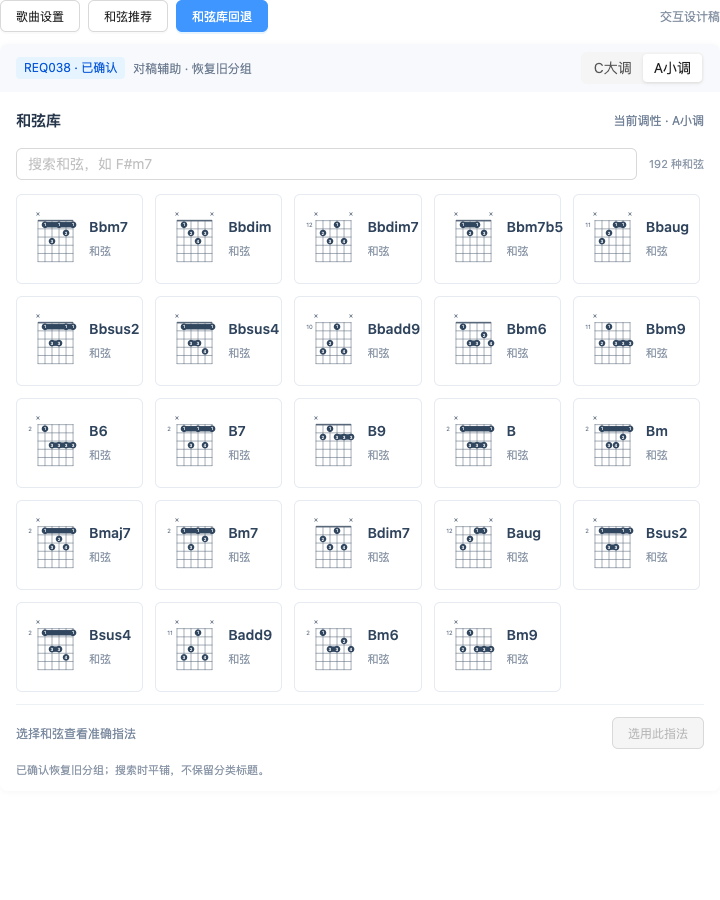 歌曲设置 和弦推荐 和弦库回退 交互设计稿
REQ038 · 已确认 对稿辅助 · 恢复旧分组 C大调 A小调
和弦库 当前调性 · A小调
搜索和弦，如 F#m7 192 种和弦
Bbm7 Bbdim Bbdim7 Bbm7b5 Bbaug
和弦 和弦 和弦 和弦 和弦
Bbsus2 Bbsus4 Bbadd9 Bbm6 Bbm9
和弦 和弦 和弦 和弦 和弦
B6 B7 B9 B Bm
和弦 和弦 和弦 和弦 和弦
Bmaj7 Bm7 Bdim7 Baug Bsus2
和弦 和弦 和弦 和弦 和弦
Bsus4 Badd9 Bm6 Bm9
和弦 和弦 和弦 和弦
选择和弦查看准确指法 选用此指法
已确认恢复旧分组；搜索时平铺，不保留分类标题。